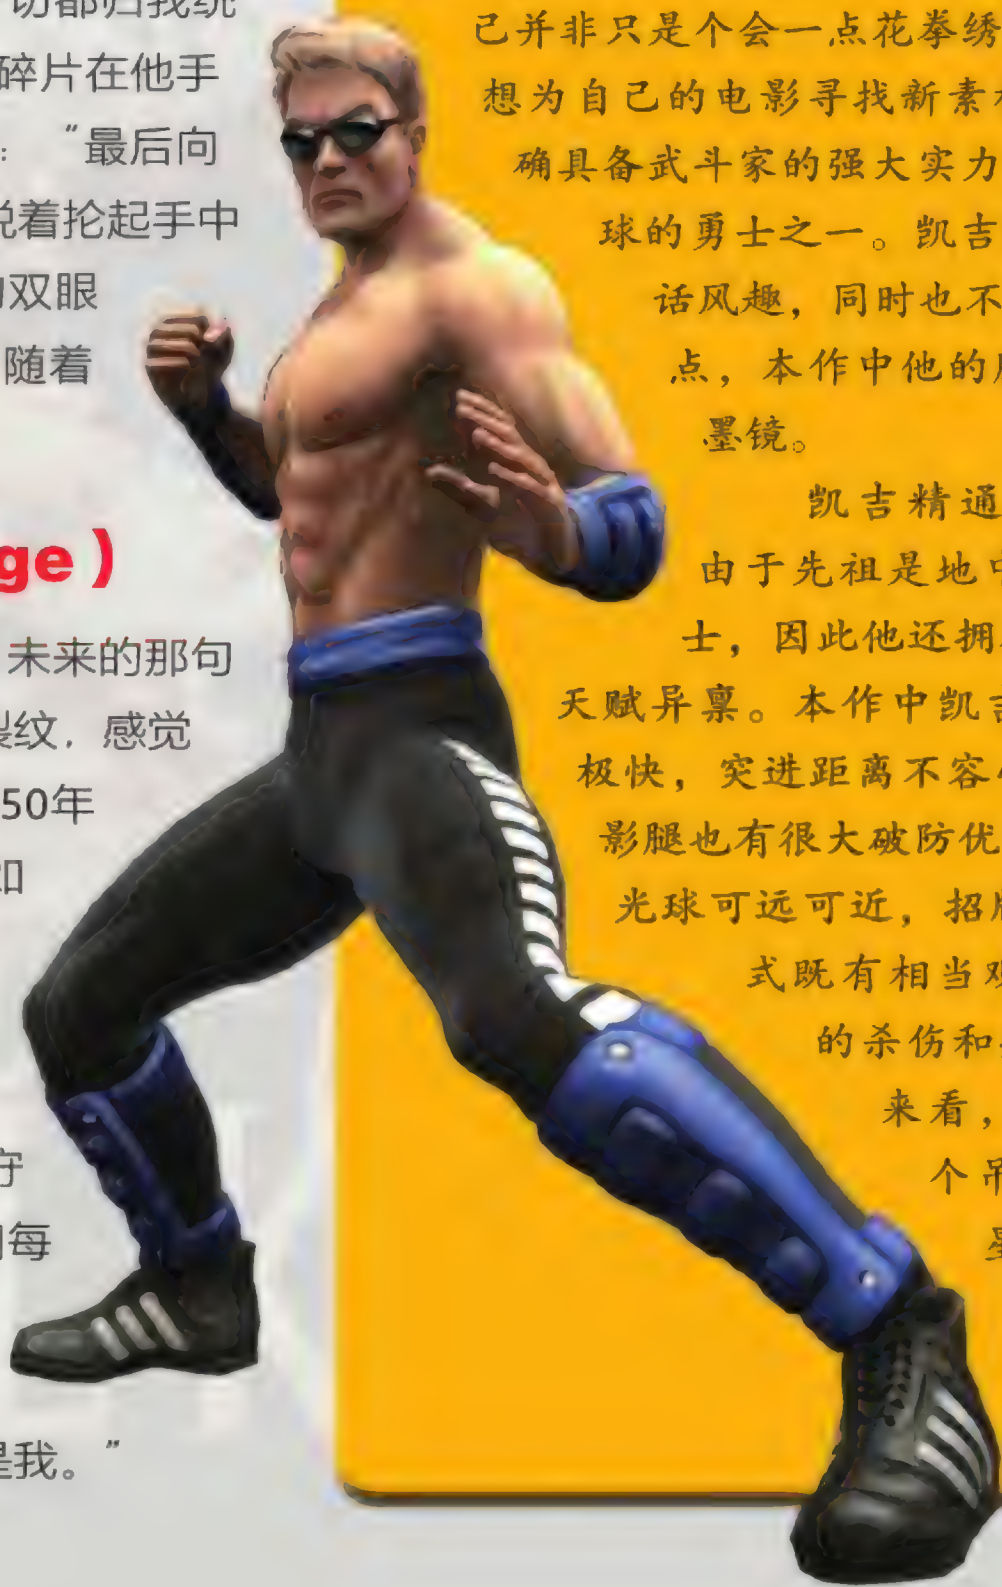 切都归我统
碎片在他手
：“最后向
说着抡起手中
双眼
随着
ge）
未来的那句
裂纹，感觉
50年
如
守
每
是我。”
己并非只是个会一点花拳绣
想为自己的电影寻找新素
确具备武斗家的强大实力
球的勇士之一。凯吉
话风趣，同时也不
点，本作中他的
墨镜。
凯吉精通
由于先祖是地中
士，因此他还拥
天赋异禀。本作中凯吉
极快，突进距离不容
影腿也有很大破防优
光球可远可近，招
式既有相当
的杀伤和
来看，
个